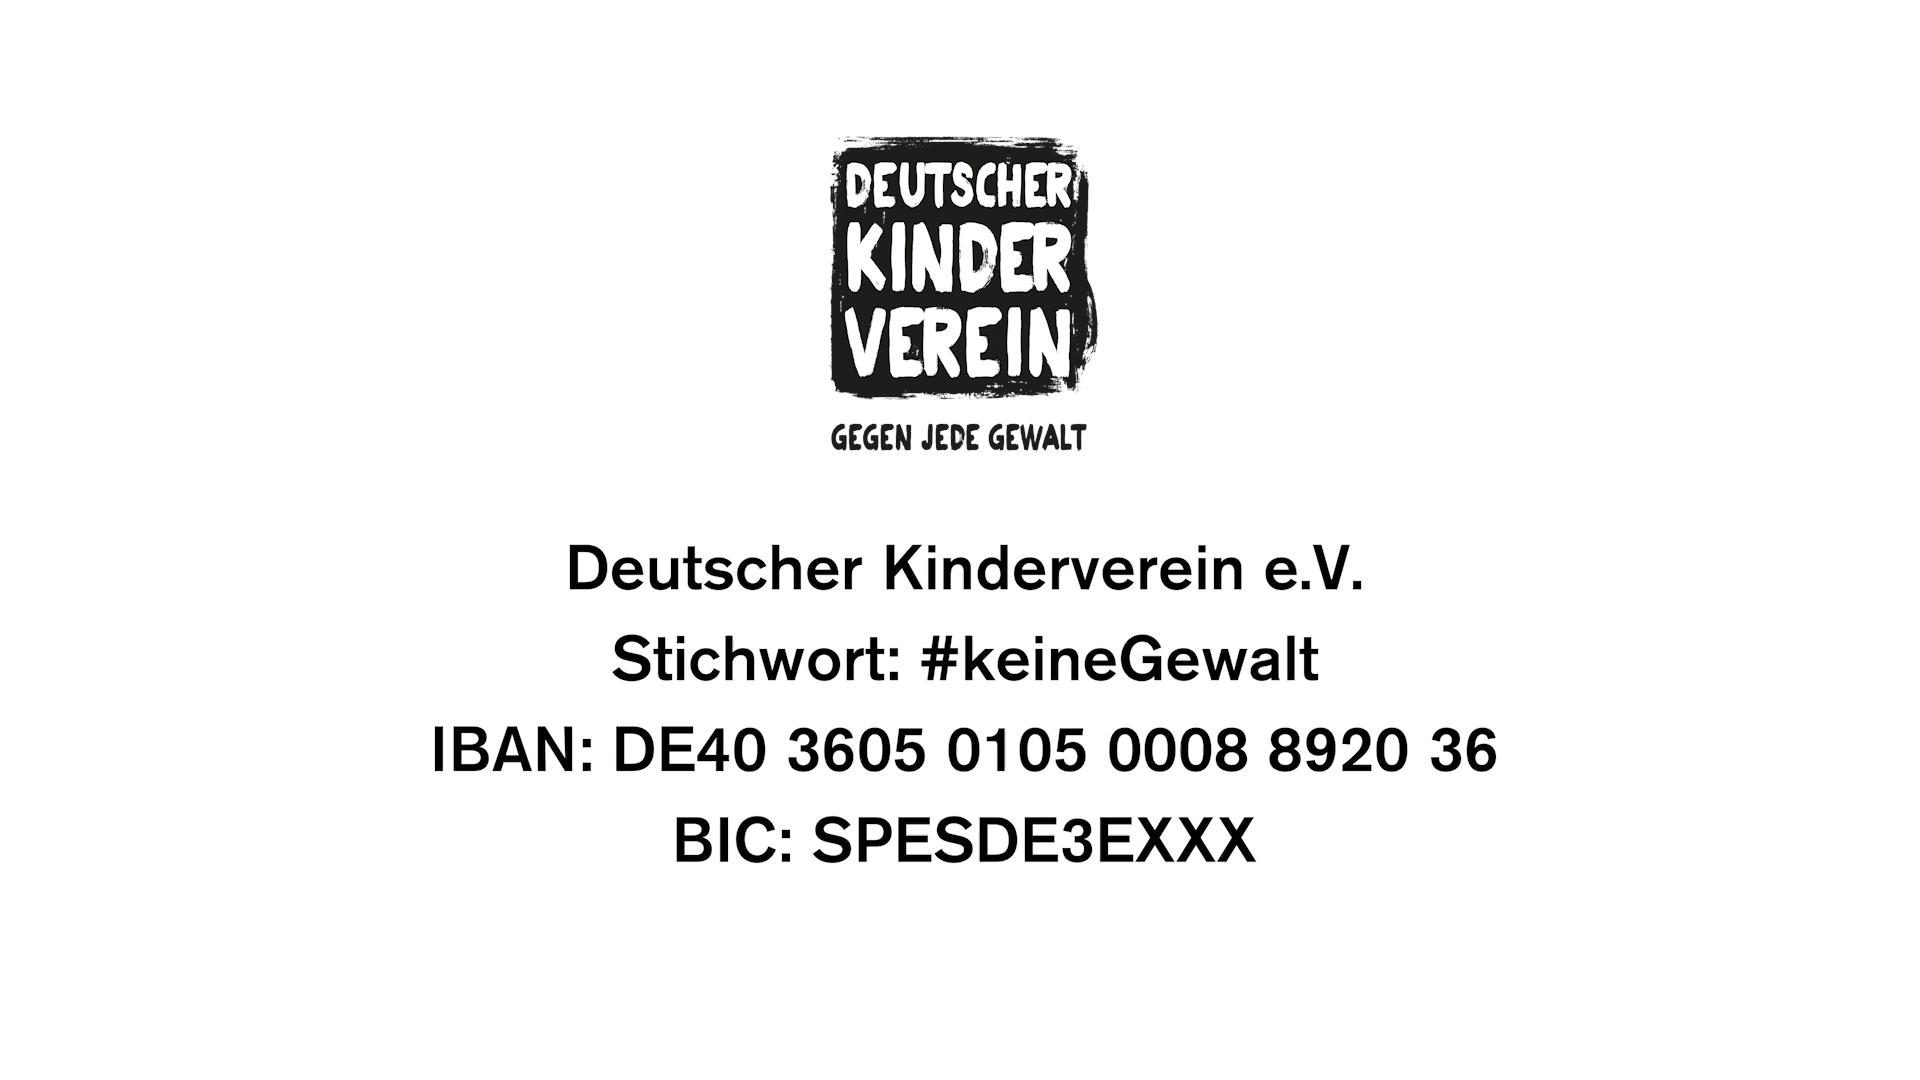 DEUTSCHER
KINDER
VEREIN
GEGEN JEDE GEWALT
Deutscher Kinderverein e.V.
Stichwort: #keineGewalt
IBAN: DE40 3605 0105 0008 8920 36
BIC: SPESDE3EXXX